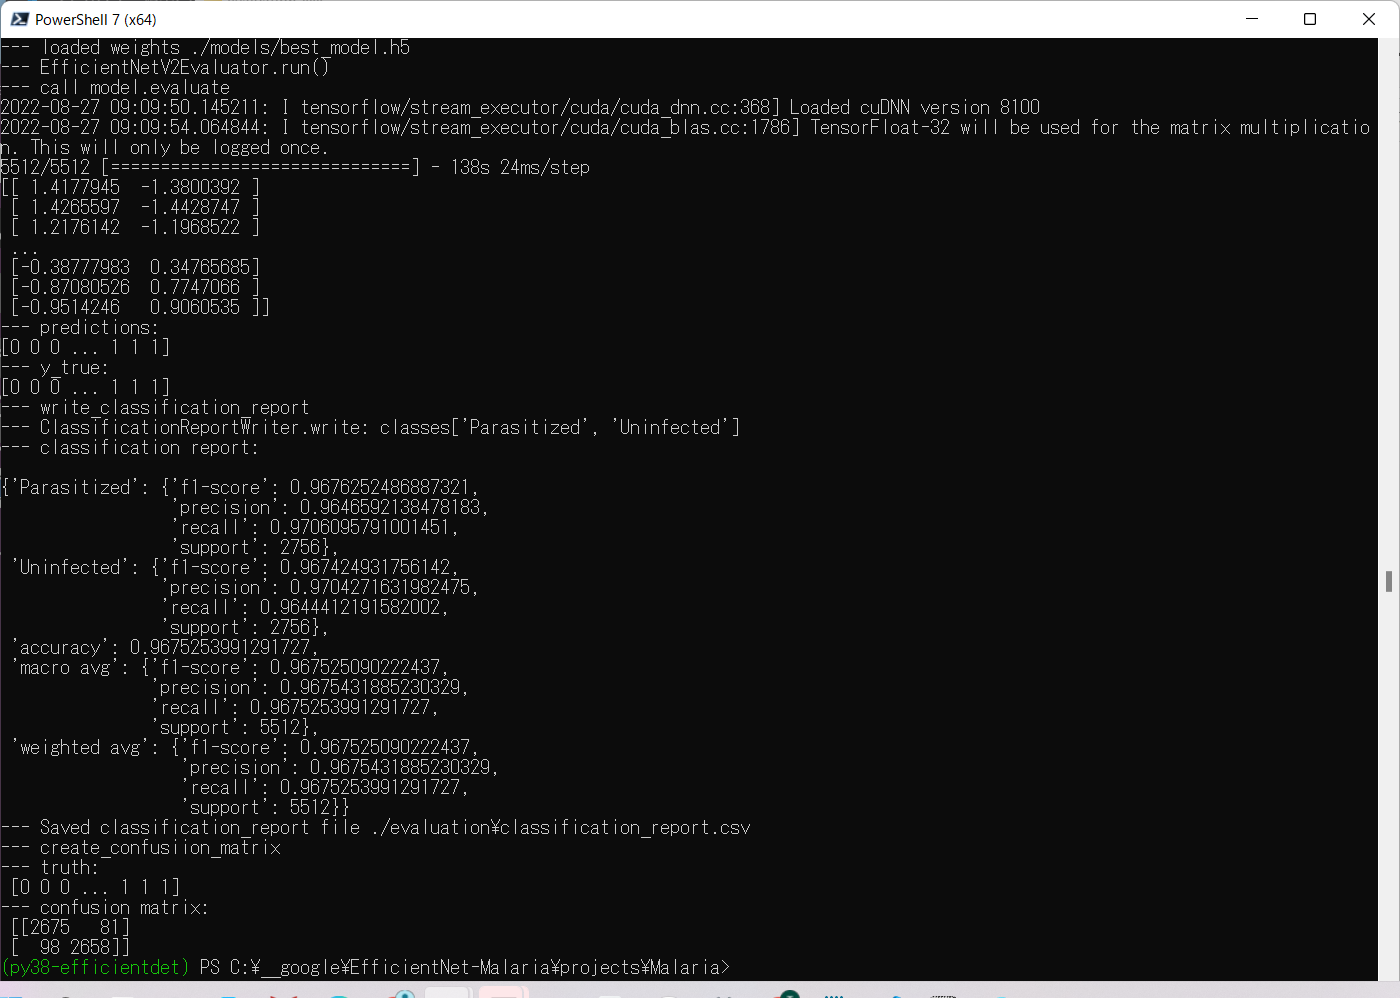 PowerShell 7 (x64)
--- loaded weights ./models/best_model.h5
--- EfficientNetV2Evaluator.run()
--- call model.evaluate
2022-08-27 09:09:50.145211: I tensorflow/stream_executor/cuda/cuda_dnn.cc:368] Loaded cuDNN version 8100
2022-08-27 09:09:54.064844: I tensorflow/stream_executor/cuda/cuda_blas.cc:1786] TensorFloat-32 will be used for the matrix multiplicatio
n. This will only be logged once.
5512/5512 [==============================] - 138s 24ms/step
[[ 1.4177945  -1.3800392 ]
 [ 1.4265597  -1.4428747 ]
 [ 1.2176142  -1.1968522 ]
 ...
 [-0.38777983  0.34765685]
 [-0.87080526  0.7747066 ]
 [-0.9514246   0.9060535 ]]
--- predictions:
[0 0 0 ... 1 1 1]
--- y_true:
[0 0 0 ... 1 1 1]
--- write_classification_report
--- ClassificationReportWriter.write: classes['Parasitized', 'Uninfected']
--- classification report:
{'Parasitized': {'f1-score': 0.9676252486887321,
                 'precision': 0.9646592138478183,
                 'recall': 0.9706095791001451,
                 'support': 2756},
 'Uninfected': {'f1-score': 0.967424931756142,
                'precision': 0.9704271631982475,
                'recall': 0.9644412191582002,
                'support': 2756},
 'accuracy': 0.9675253991291727,
 'macro avg': {'f1-score': 0.967525090222437,
               'precision': 0.9675431885230329,
               'recall': 0.9675253991291727,
               'support': 5512},
 'weighted avg': {'f1-score': 0.967525090222437,
                  'precision': 0.9675431885230329,
                  'recall': 0.9675253991291727,
                  'support': 5512}}
--- Saved classification_report file ./evaluation¥classification_report.csv
--- create_confusiion_matrix
--- truth:
 [0 0 0 ... 1 1 1]
--- confusion matrix:
 [[2675   81]
 [  98 2658]]
(py38-efficientdet) PS C:¥__google¥EfficientNet-Malaria¥projects¥Malaria>